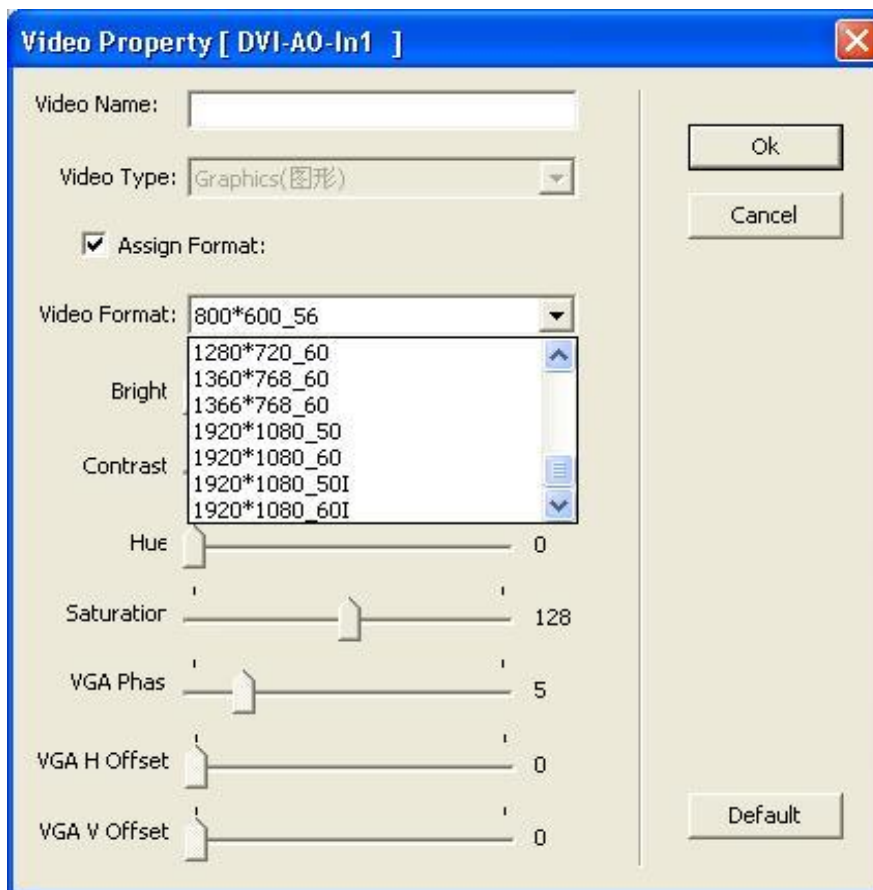 Video Property [ DVI-A0-In1 ]
Video Name:
Ok
Video Type: Graphics(图形)
Cancel
Assign Format:
Video Format: 800*600_56
1280*720_60
1360*768_60
Bright
1366*768_60
1920*1080_50
1920*1080_60
Contrast
1920*1080_50I
1920*1080_60I
Hue 0
Saturation 128
VGA Phas 5
VGA H Offset 0
VGA V Offset 0
Default